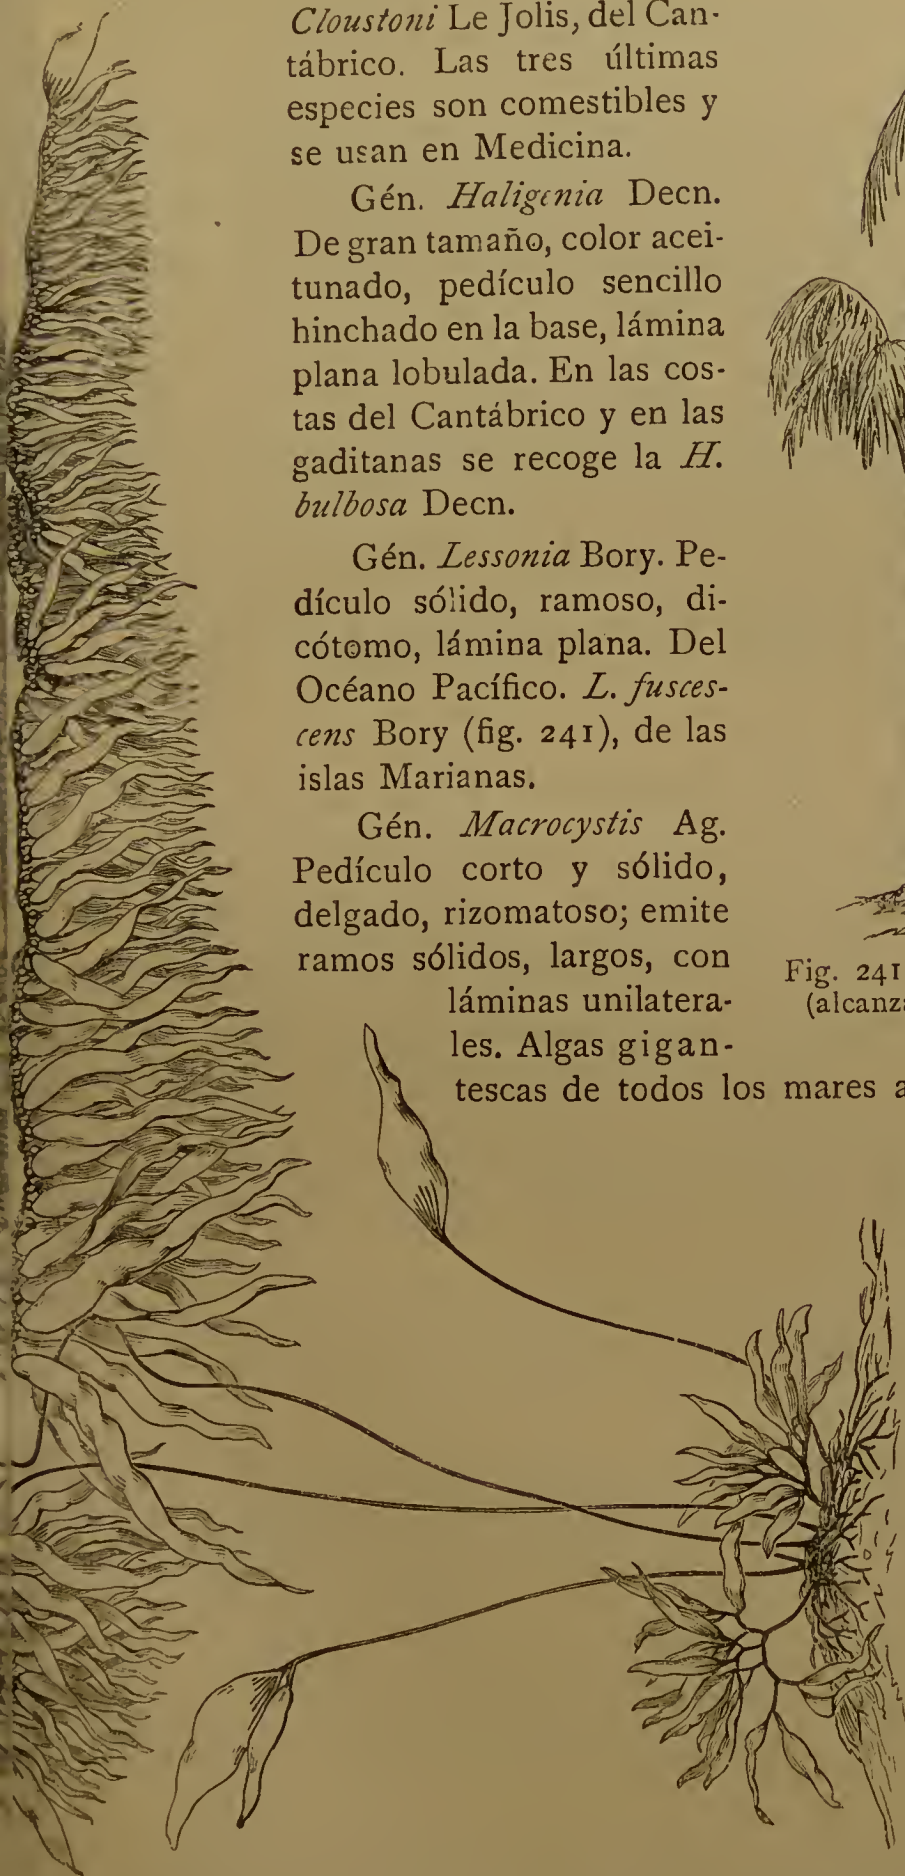 Cloustoni Le Jolis, del Can-
tábrico. Las tres últimas
especies son comestibles y
se usan en Medicina.
Gén. Haligenia Decn.
De gran tamaño, color acei-
tunado, pedículo sencillo
hinchado en la base, lámina
plana lobulada. En las cos-
tas del Cantábrico y en las
gaditanas se recoge la H.
bulbosa Decn.
Gén. Lessonia Bory. Pe-
dículo sólido, ramoso, di-
cótomo, lámina plana. Del
Océano Pacífico. L. fusces-
cens Bory (fig. 241), de las
islas Marianas.
Gén. Macrocystis Ag.
Pedículo corto y sólido,
delgado, rizomatoso; emite
ramos sólidos, largos, con
láminas unilatera-
les. Algas gigan-
tescas de todos los mares a
Fig. 241
(alcanza